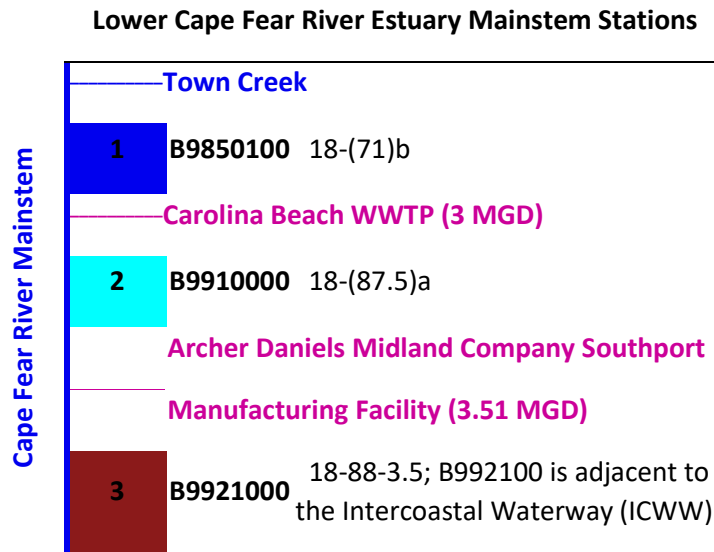 Lower Cape Fear River Estuary Mainstem Stations
Cape Fear River Mainstem
Town Creek
1 B9850100 18-(71)b
Carolina Beach WWTP (3 MGD)
2 B9910000 18-(87.5)a
Archer Daniels Midland Company Southport
Manufacturing Facility (3.51 MGD)
3 B9921000 18-88-3.5; B992100 is adjacent to
the Intercoastal Waterway (ICWW)